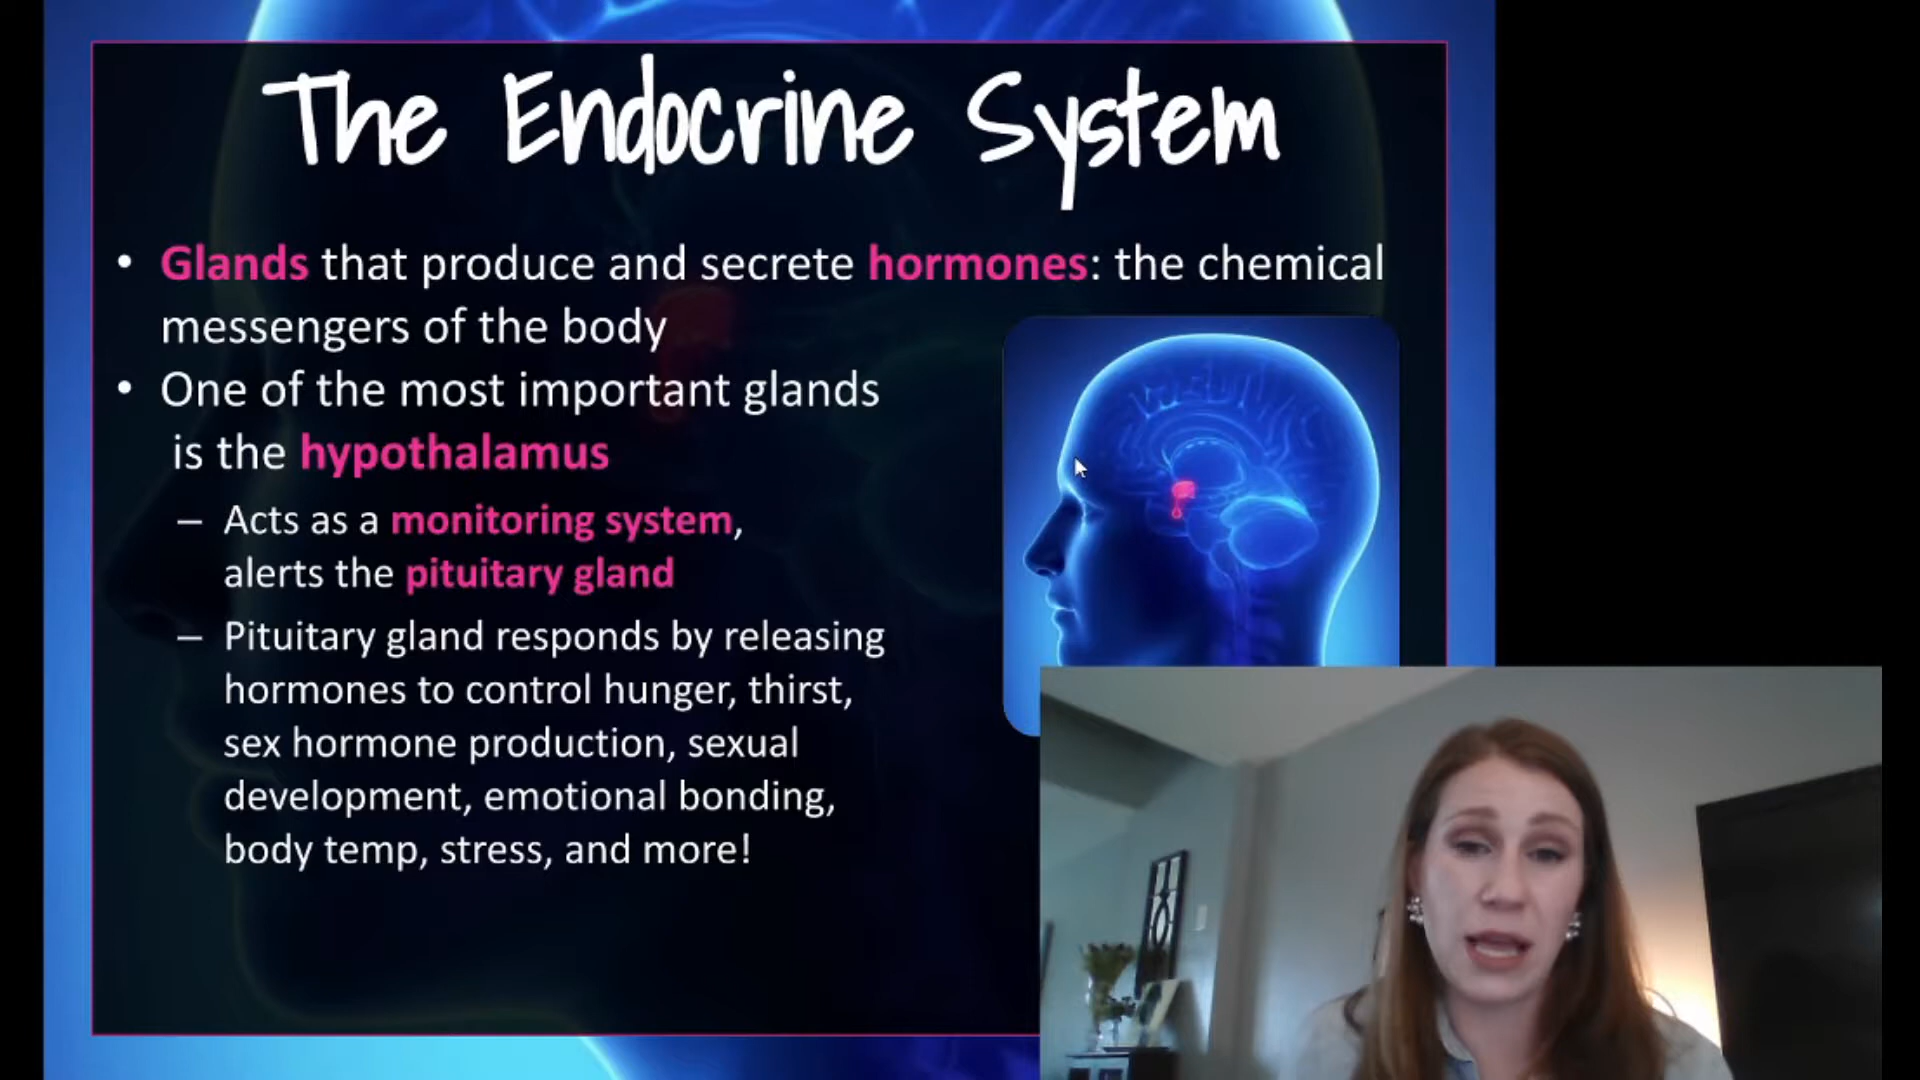 The Endocrine System
• Glands that produce and secrete hormones: the chemical
messengers of the body
• One of the most important glands
is the hypothalamus
– Acts as a monitoring system,
alerts the pituitary gland
– Pituitary gland responds by releasing
hormones to control hunger, thirst,
sex hormone production, sexual
development, emotional bonding,
body temp, stress, and more!